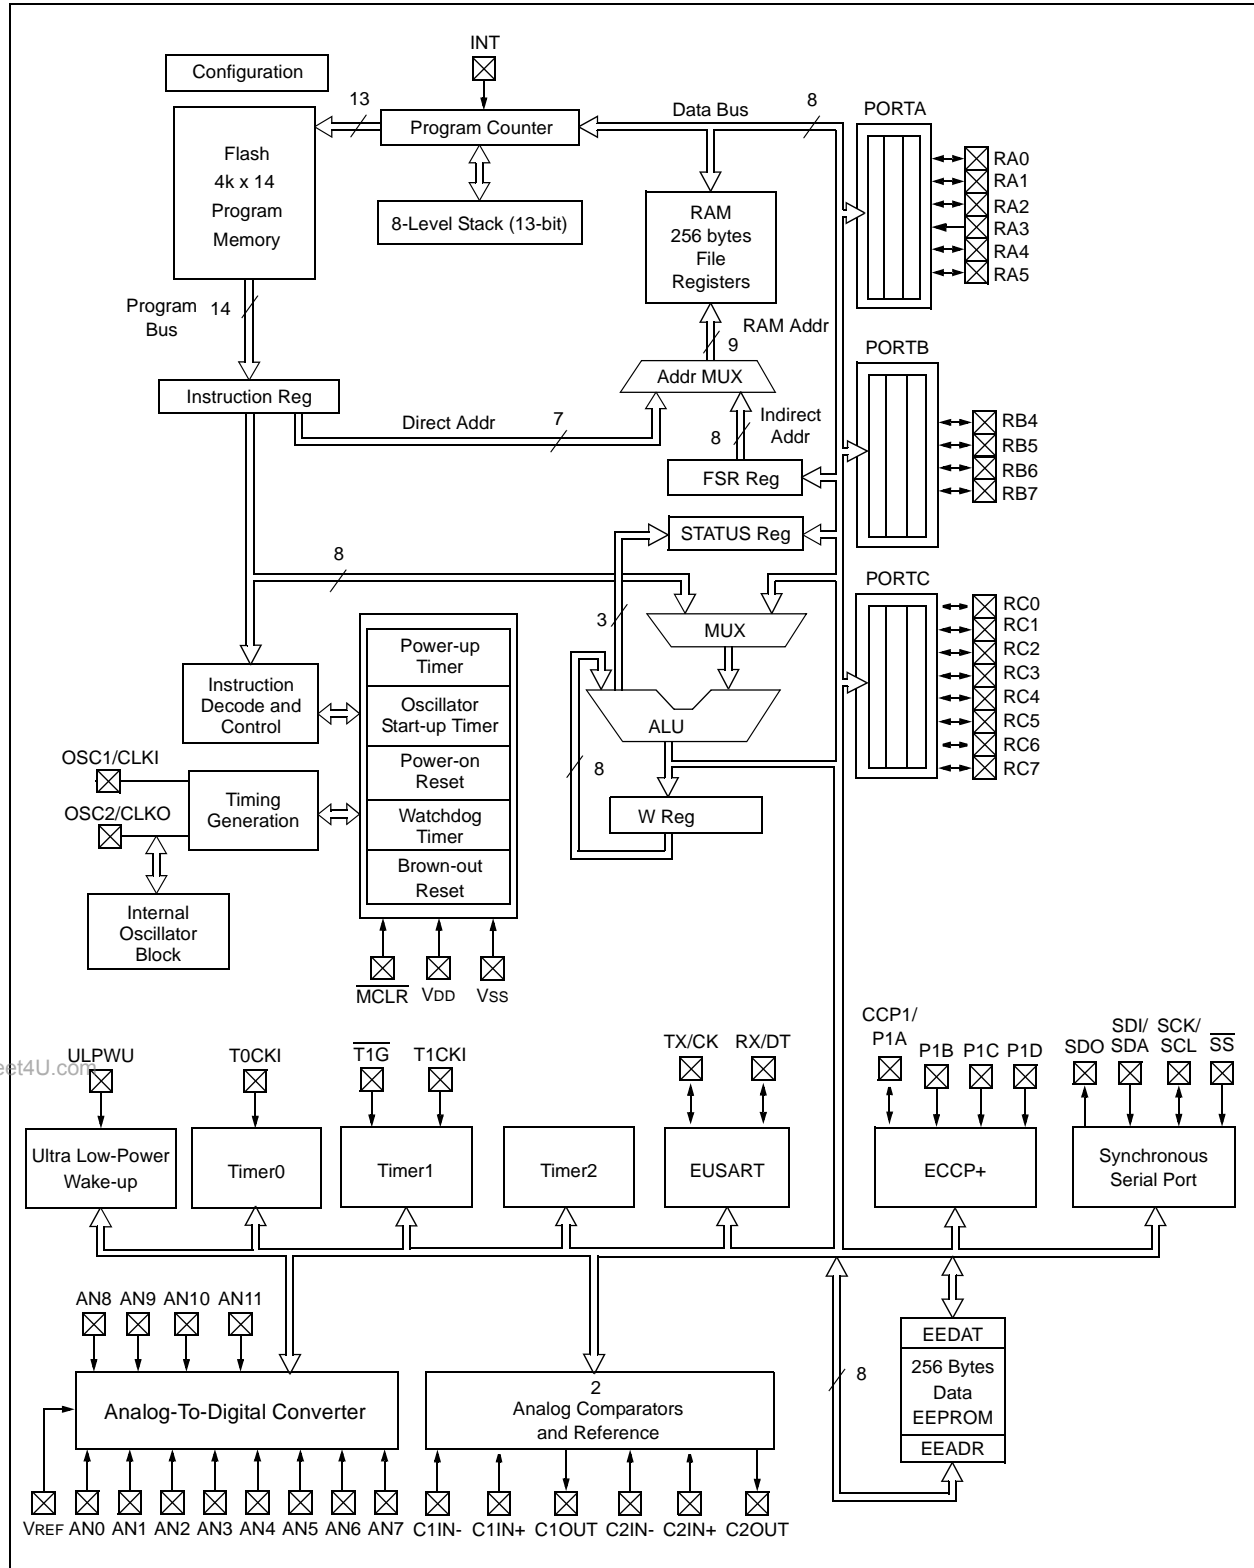 INT
Configuration
13
Program Counter
Data Bus
8
PORTA
Flash
4k x 14
Program
Memory
8-Level Stack (13-bit)
RAM
256 bytes
File
Registers
RA0
RA1
RA2
RA3
RA4
RA5
Program
Bus
14
RAM Addr
9
PORTB
Addr MUX
Instruction Reg
Direct Addr
7
Indirect
Addr
8
FSR Reg
RB4
RB5
RB6
RB7
STATUS Reg
8
PORTC
3
MUX
RC0
RC1
RC2
RC3
RC4
RC5
RC6
RC7
Power-up
Timer
Instruction
Decode and
Control
Oscillator
Start-up Timer
ALU
OSC1/CLKI
Power-on
Reset
8
Timing
Generation
OSC2/CLKO
Watchdog
Timer
W Reg
Brown-out
Reset
Internal
Oscillator
Block
MCLR
VDD
VSS
eet4U.com
ULPWU
T0CKI
T1G
T1CKI
TX/CK
RX/DT
CCP1/
P1A
P1B
P1C
P1D
SDO
SDI/
SDA
SCK/
SCL
SS
Ultra Low-Power
Wake-up
Timer0
Timer1
Timer2
EUSART
ECCP+
Synchronous
Serial Port
AN8
AN9
AN10
AN11
EEDAT
256 Bytes
Data
EEPROM
EEADR
8
Analog-To-Digital Converter
2
Analog Comparators
and Reference
VREF
AN0
AN1
AN2
AN3
AN4
AN5
AN6
AN7
C1IN-
C1IN+
C1OUT
C2IN-
C2IN+
C2OUT